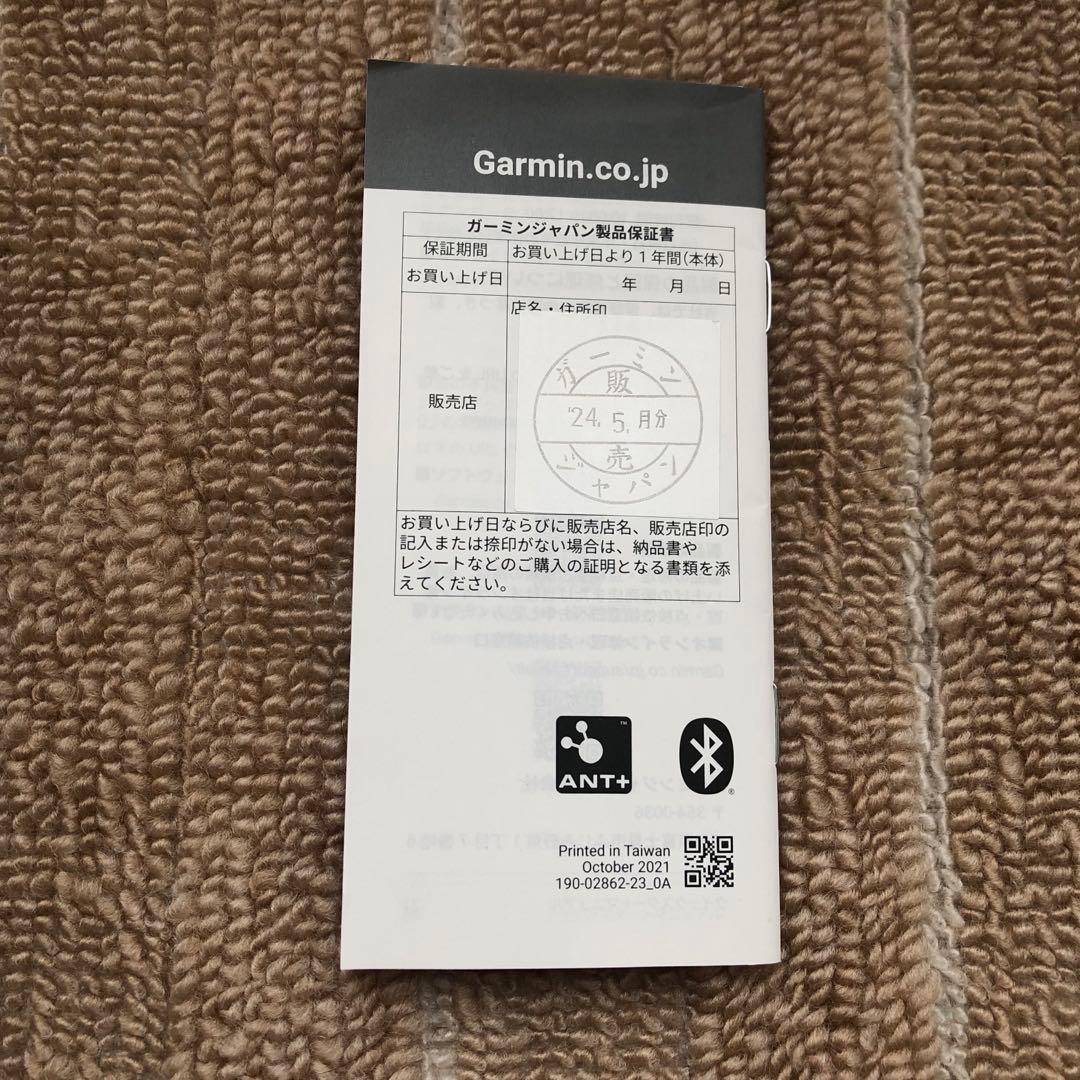 Garmin.co.jp
ガーミンジャパン製品保証書
保証期間 お買い上げ日より1年間(本体)
お買い上げ日 年 月 日
販売店 店名・住所印
ガーミン
販
'24.5.月分
売
ジャパン
お買い上げ日ならびに販売店名、販売店印の
記入または捺印がない場合は、納品書や
レシートなどのご購入の証明となる書類を添
えてください。
ANT+™
®
Printed in Taiwan
October 2021
190-02862-23_0A